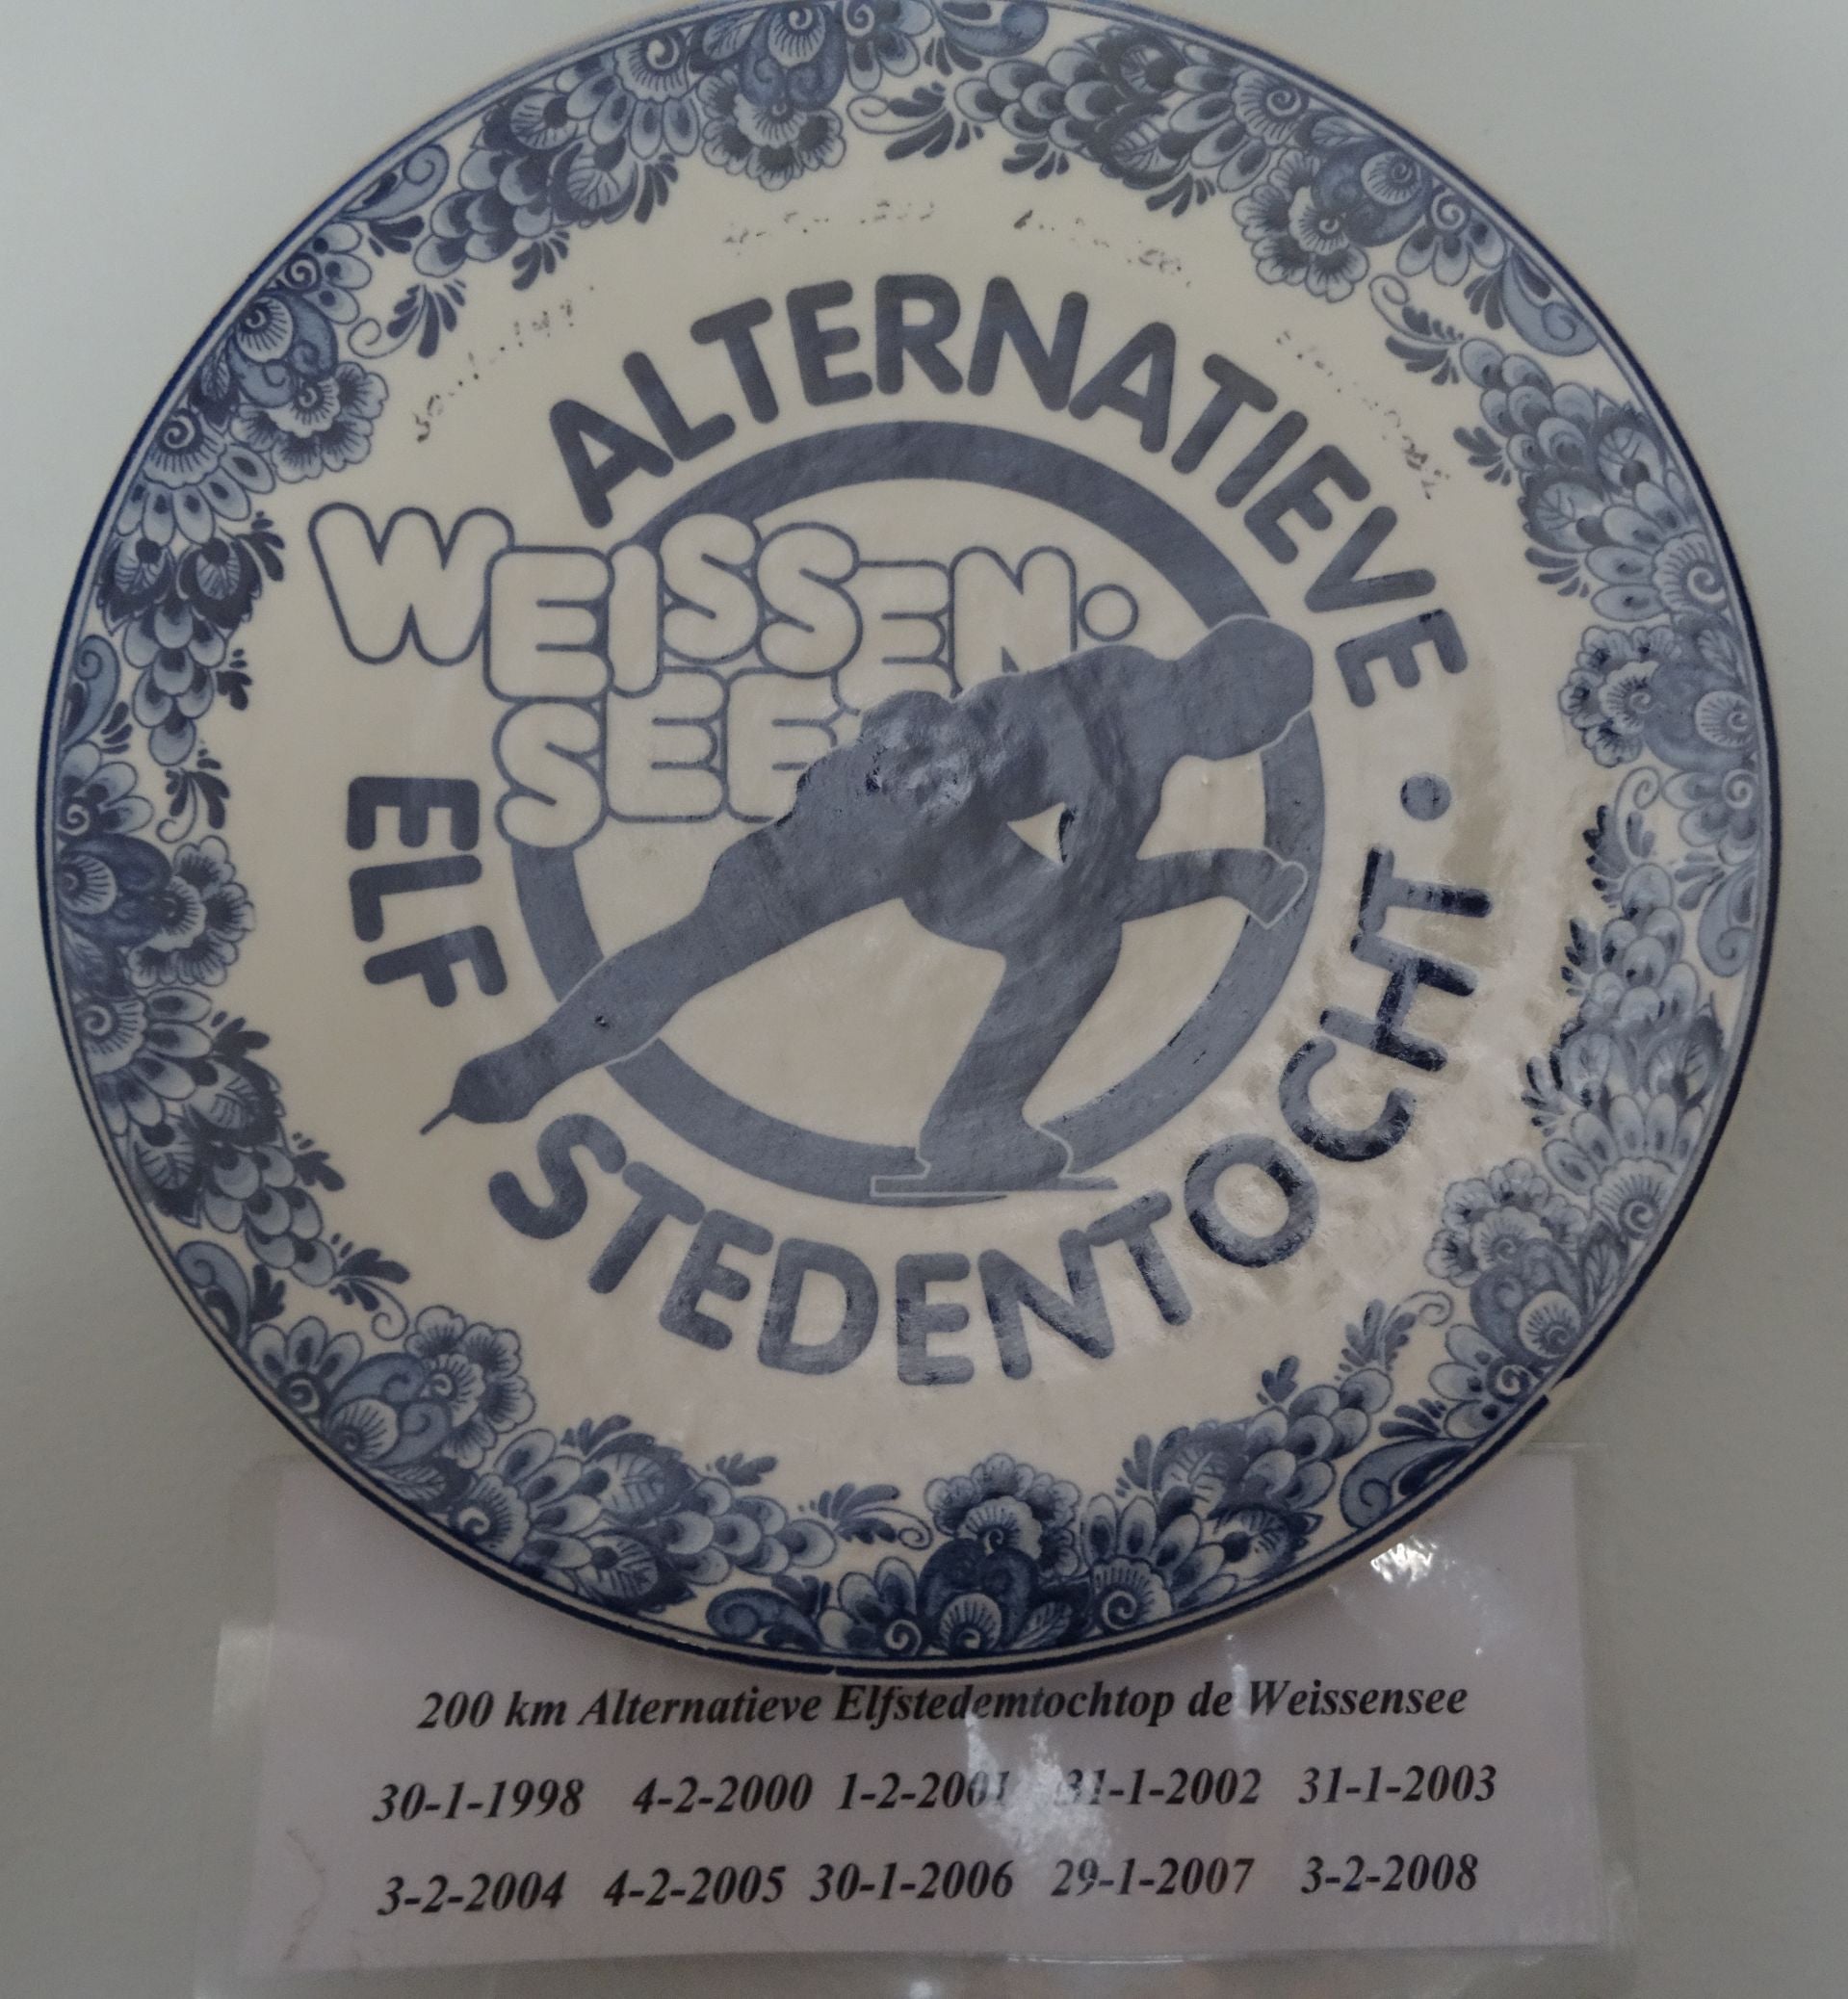 ALTERNATIEVE
WEISSEN·
SEE
ELF
STEDENTOCHT ·
200 km Alternatieve Elfstedemtochtop de Weissensee
30-1-1998 4-2-2000 1-2-2001 31-1-2002 31-1-2003
3-2-2004 4-2-2005 30-1-2006 29-1-2007 3-2-2008